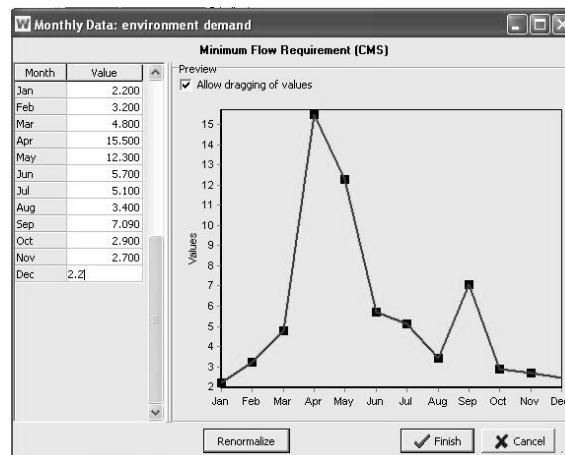 W Monthly Data: environment demand
Minimum Flow Requirement (CMS)
Month Value
Jan 2.200
Feb 3.200
Mar 4.800
Apr 15.500
May 12.300
Jun 5.700
Jul 5.100
Aug 3.400
Sep 7.090
Oct 2.900
Nov 2.700
Dec 2.2
Preview
Allow dragging of values
15
14
13
12
11
10
9
8
7
6
5
4
3
2
Values
Jan Feb Mar Apr May Jun Jul Aug Sep Oct Nov Dec
Renormalize Finish Cancel